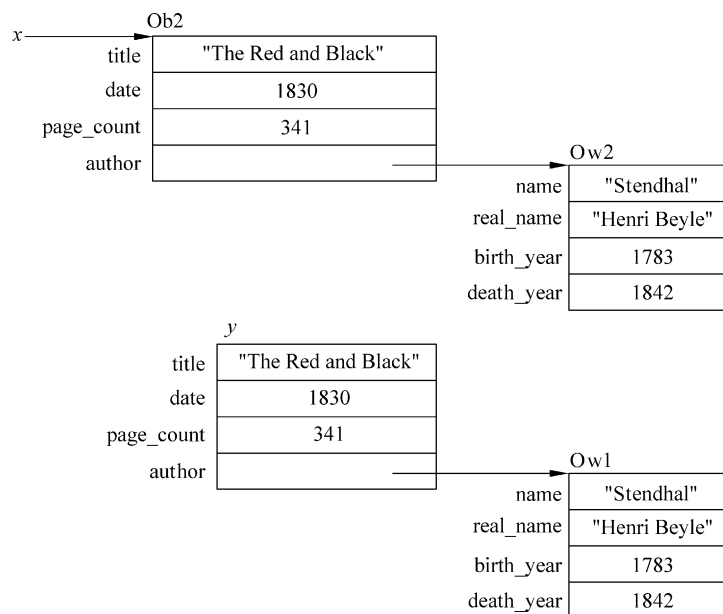 Ob2
x
title "The Red and Black"
date 1830
page_count 341
author
Ow2
name "Stendhal"
real_name "Henri Beyle"
birth_year 1783
death_year 1842
y
title "The Red and Black"
date 1830
page_count 341
author
Ow1
name "Stendhal"
real_name "Henri Beyle"
birth_year 1783
death_year 1842